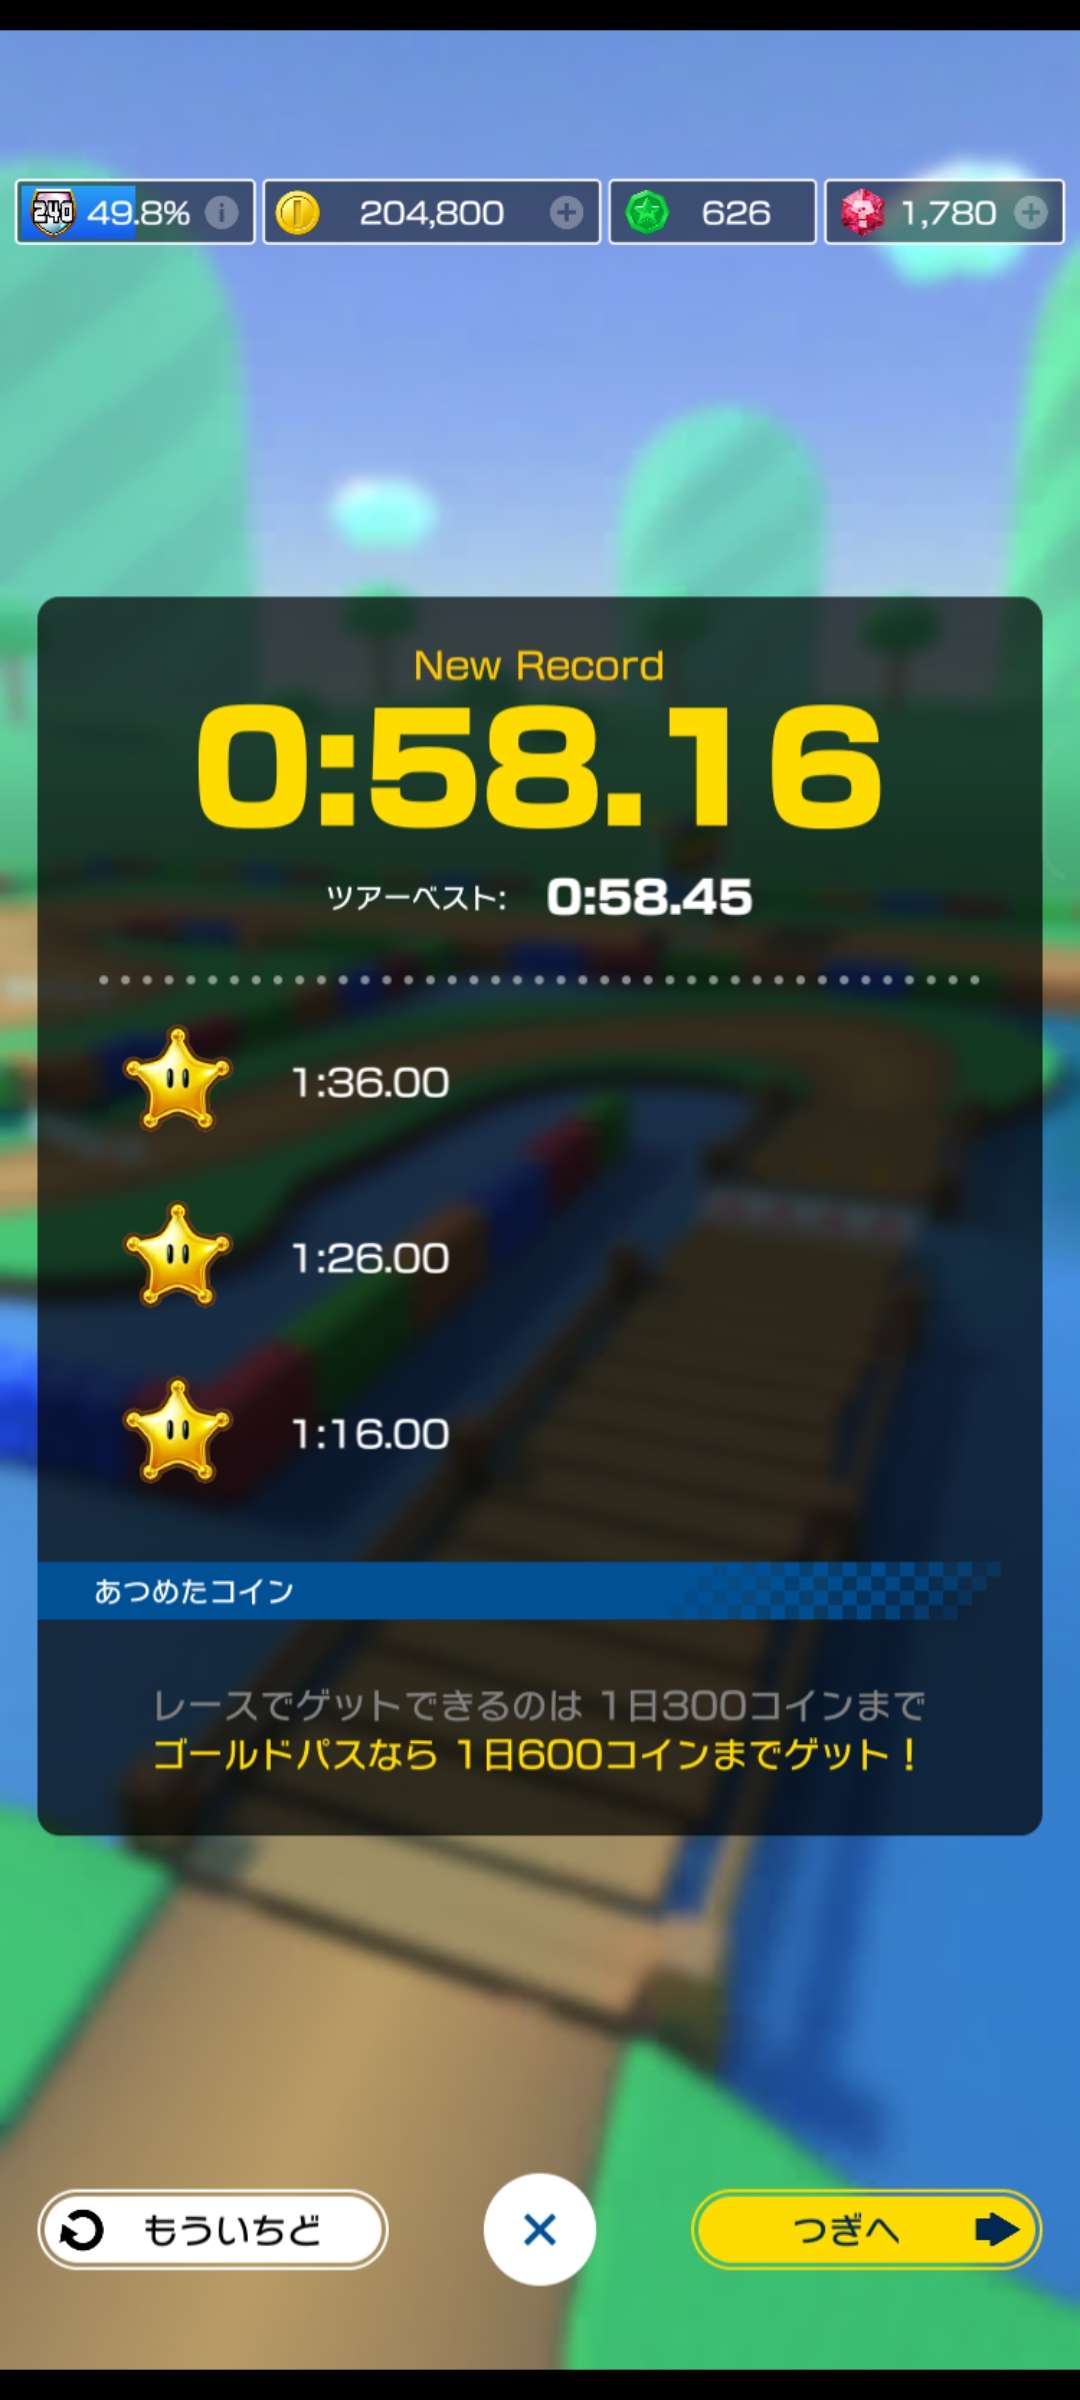 240 49.8% 204,800 626 1,780
New Record
0:58.16
ツアーベスト: 0:58.45
1:36.00
1:26.00
1:16.00
あつめたコイン
レースでゲットできるのは 1日300コインまで
ゴールドパスなら 1日600コインまでゲット！
もういちど × つぎへ